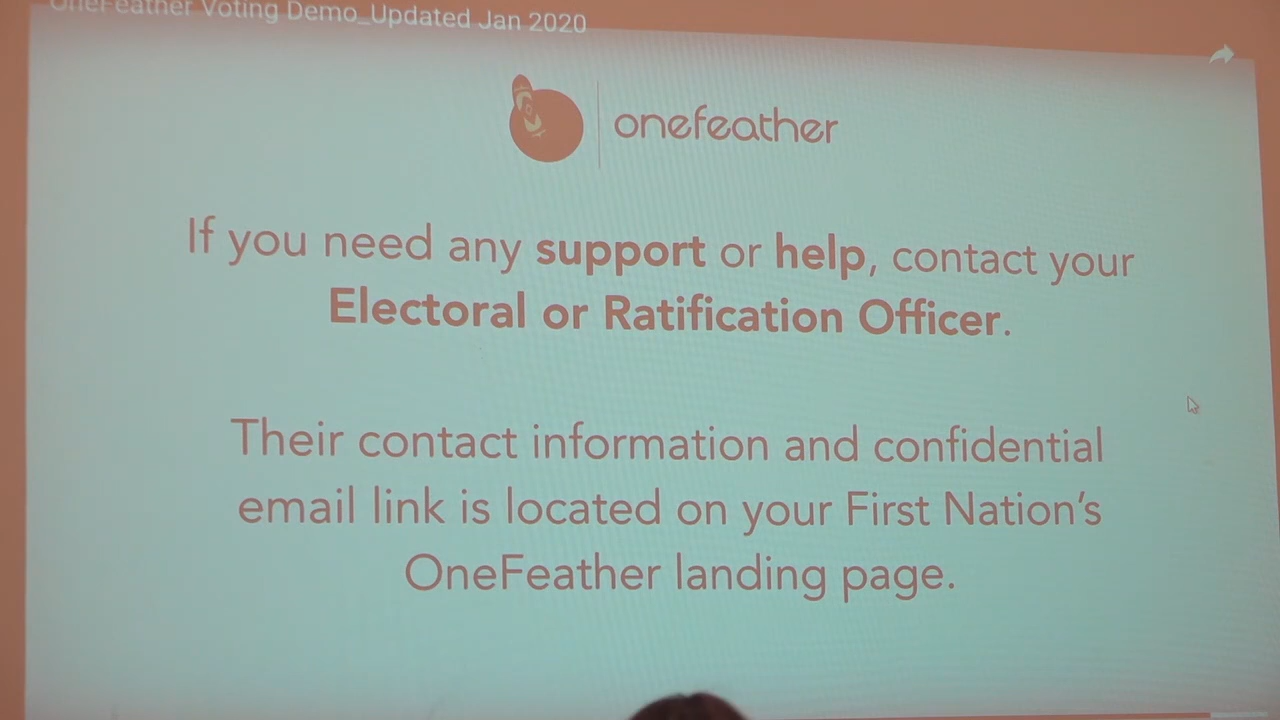 OneFeather Voting Demo_Updated Jan 2020
onefeather
If you need any support or help, contact your
Electoral or Ratification Officer.
Their contact information and confidential
email link is located on your First Nation's
OneFeather landing page.